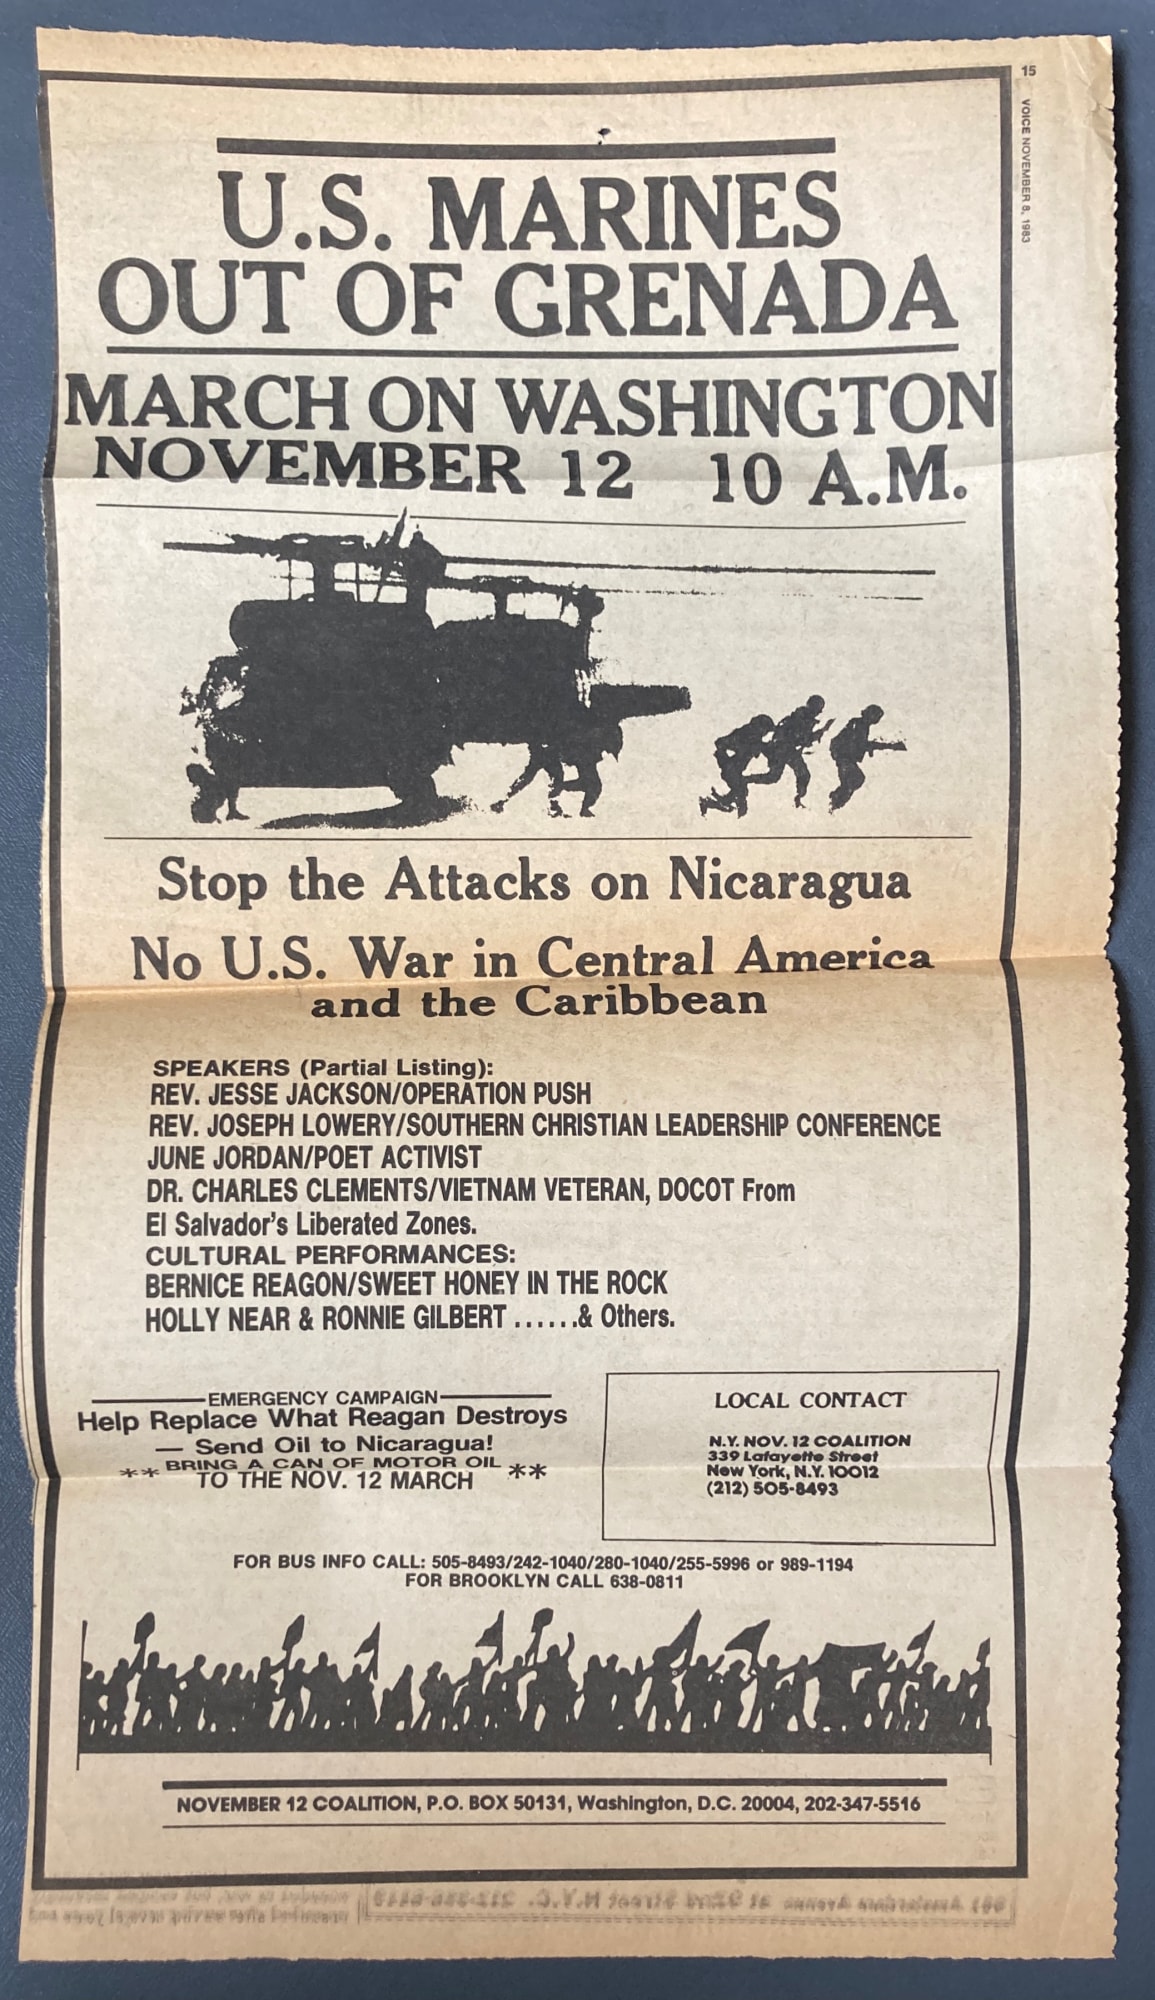 15
VOICE NOVEMBER 8, 1983
U.S. MARINES
OUT OF GRENADA
MARCH ON WASHINGTON
NOVEMBER 12 10 A.M.
Stop the Attacks on Nicaragua
No U.S. War in Central America
and the Caribbean
SPEAKERS (Partial Listing):
REV. JESSE JACKSON/OPERATION PUSH
REV. JOSEPH LOWERY/SOUTHERN CHRISTIAN LEADERSHIP CONFERENCE
JUNE JORDAN/POET ACTIVIST
DR. CHARLES CLEMENTS/VIETNAM VETERAN, DOCOT From
El Salvador's Liberated Zones.
CULTURAL PERFORMANCES:
BERNICE REAGON/SWEET HONEY IN THE ROCK
HOLLY NEAR & RONNIE GILBERT ......& Others.
EMERGENCY CAMPAIGN
Help Replace What Reagan Destroys
— Send Oil to Nicaragua!
** BRING A CAN OF MOTOR OIL **
TO THE NOV. 12 MARCH
LOCAL CONTACT
N.Y. NOV. 12 COALITION
339 Lafayette Street
New York, N.Y. 10012
(212) 505-8493
FOR BUS INFO CALL: 505-8493/242-1040/280-1040/255-5996 or 989-1194
FOR BROOKLYN CALL 638-0811
NOVEMBER 12 COALITION, P.O. BOX 50131, Washington, D.C. 20004, 202-347-5516